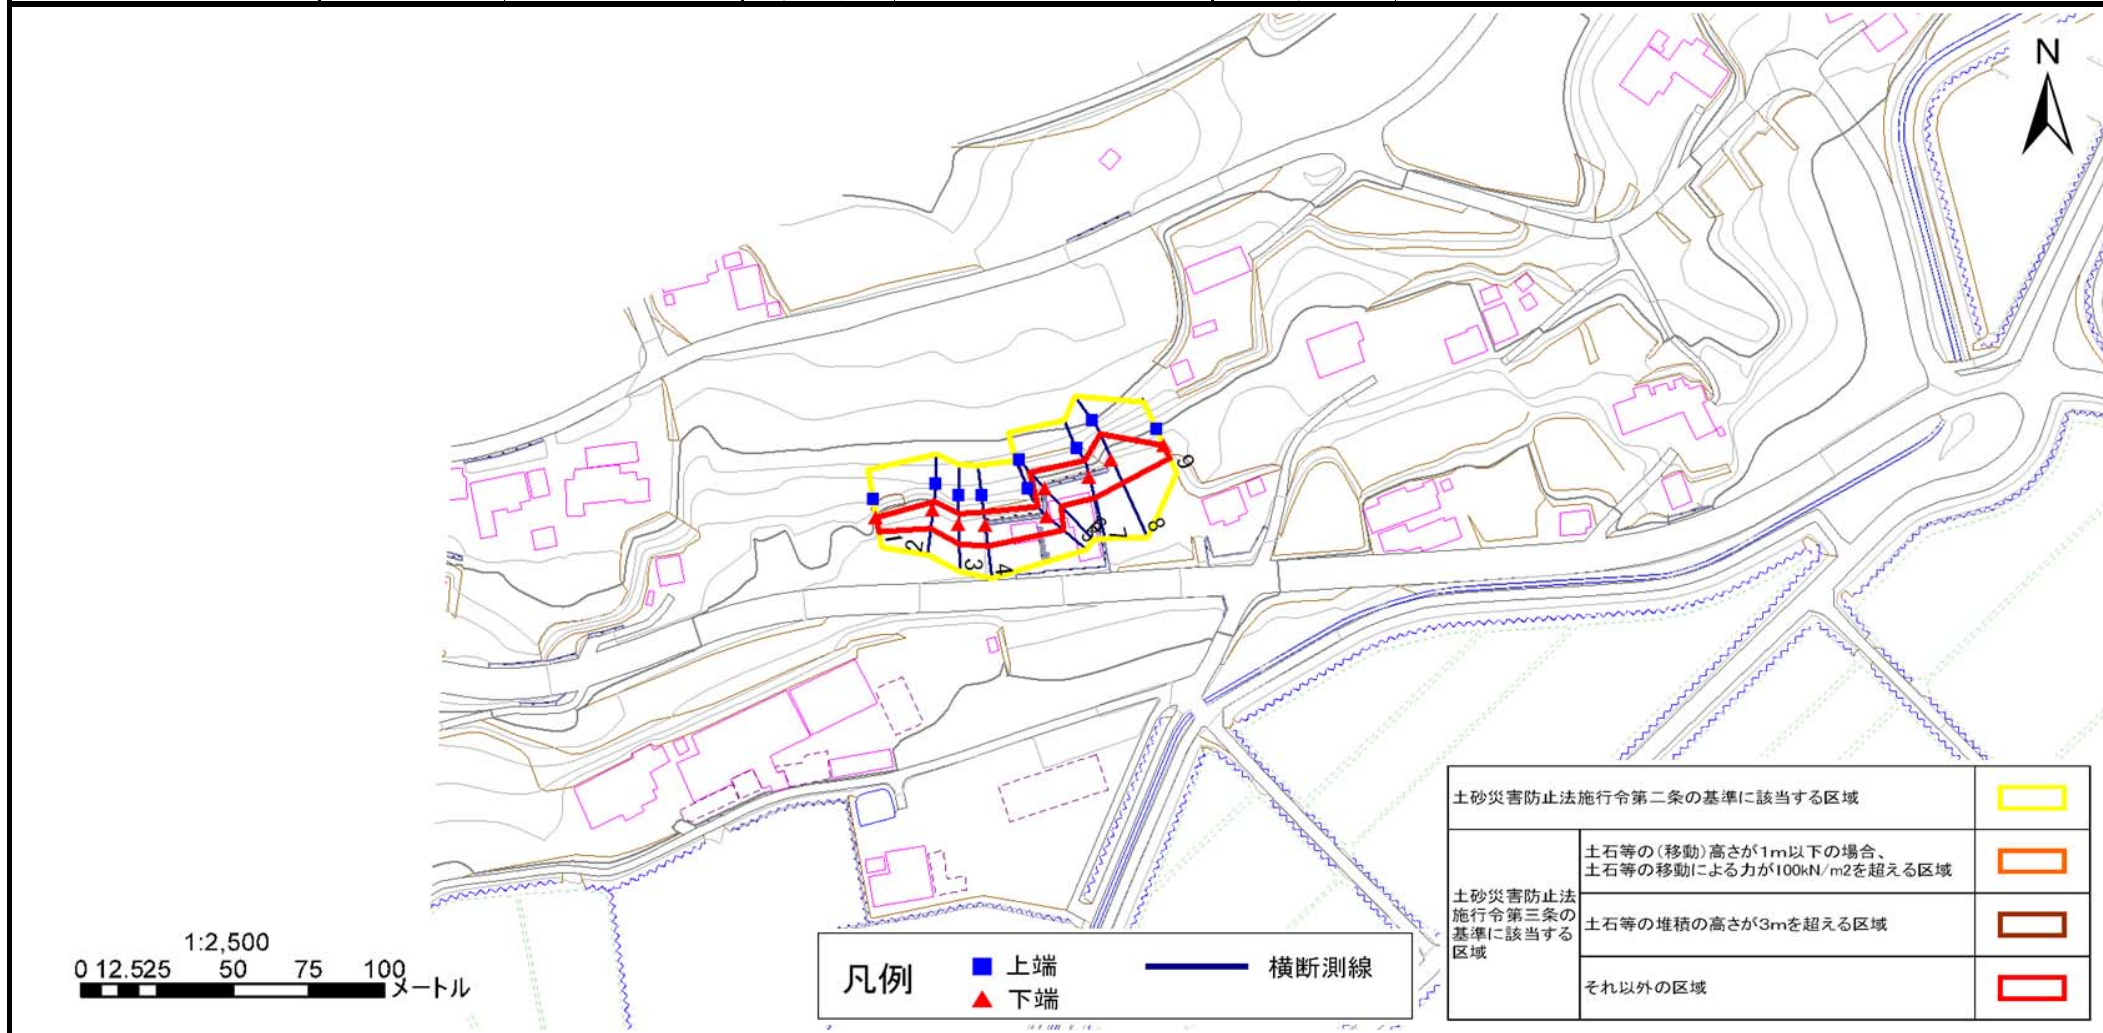 N
1
2
3
4
7
8
9
土砂災害防止法施行令第二条の基準に該当する区域
土砂災害防止法
施行令第三条の
基準に該当する
区域
土石等の(移動)高さが1m以下の場合、
土石等の移動による力が100kN/m2を超える区域
土石等の堆積の高さが3mを超える区域
それ以外の区域
1:2,500
0 12.525 50 75 100
メートル
凡例
上端
下端
横断測線